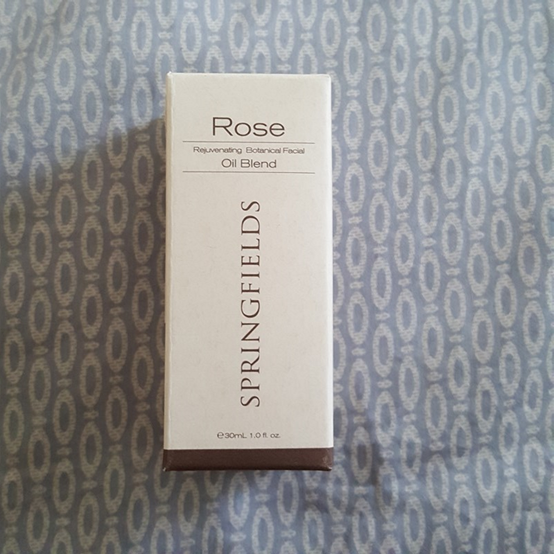 Rose
Rejuvenating Botanical Facial
Oil Blend
SPRINGFIELDS
℮30mL 1.0 fl. oz.